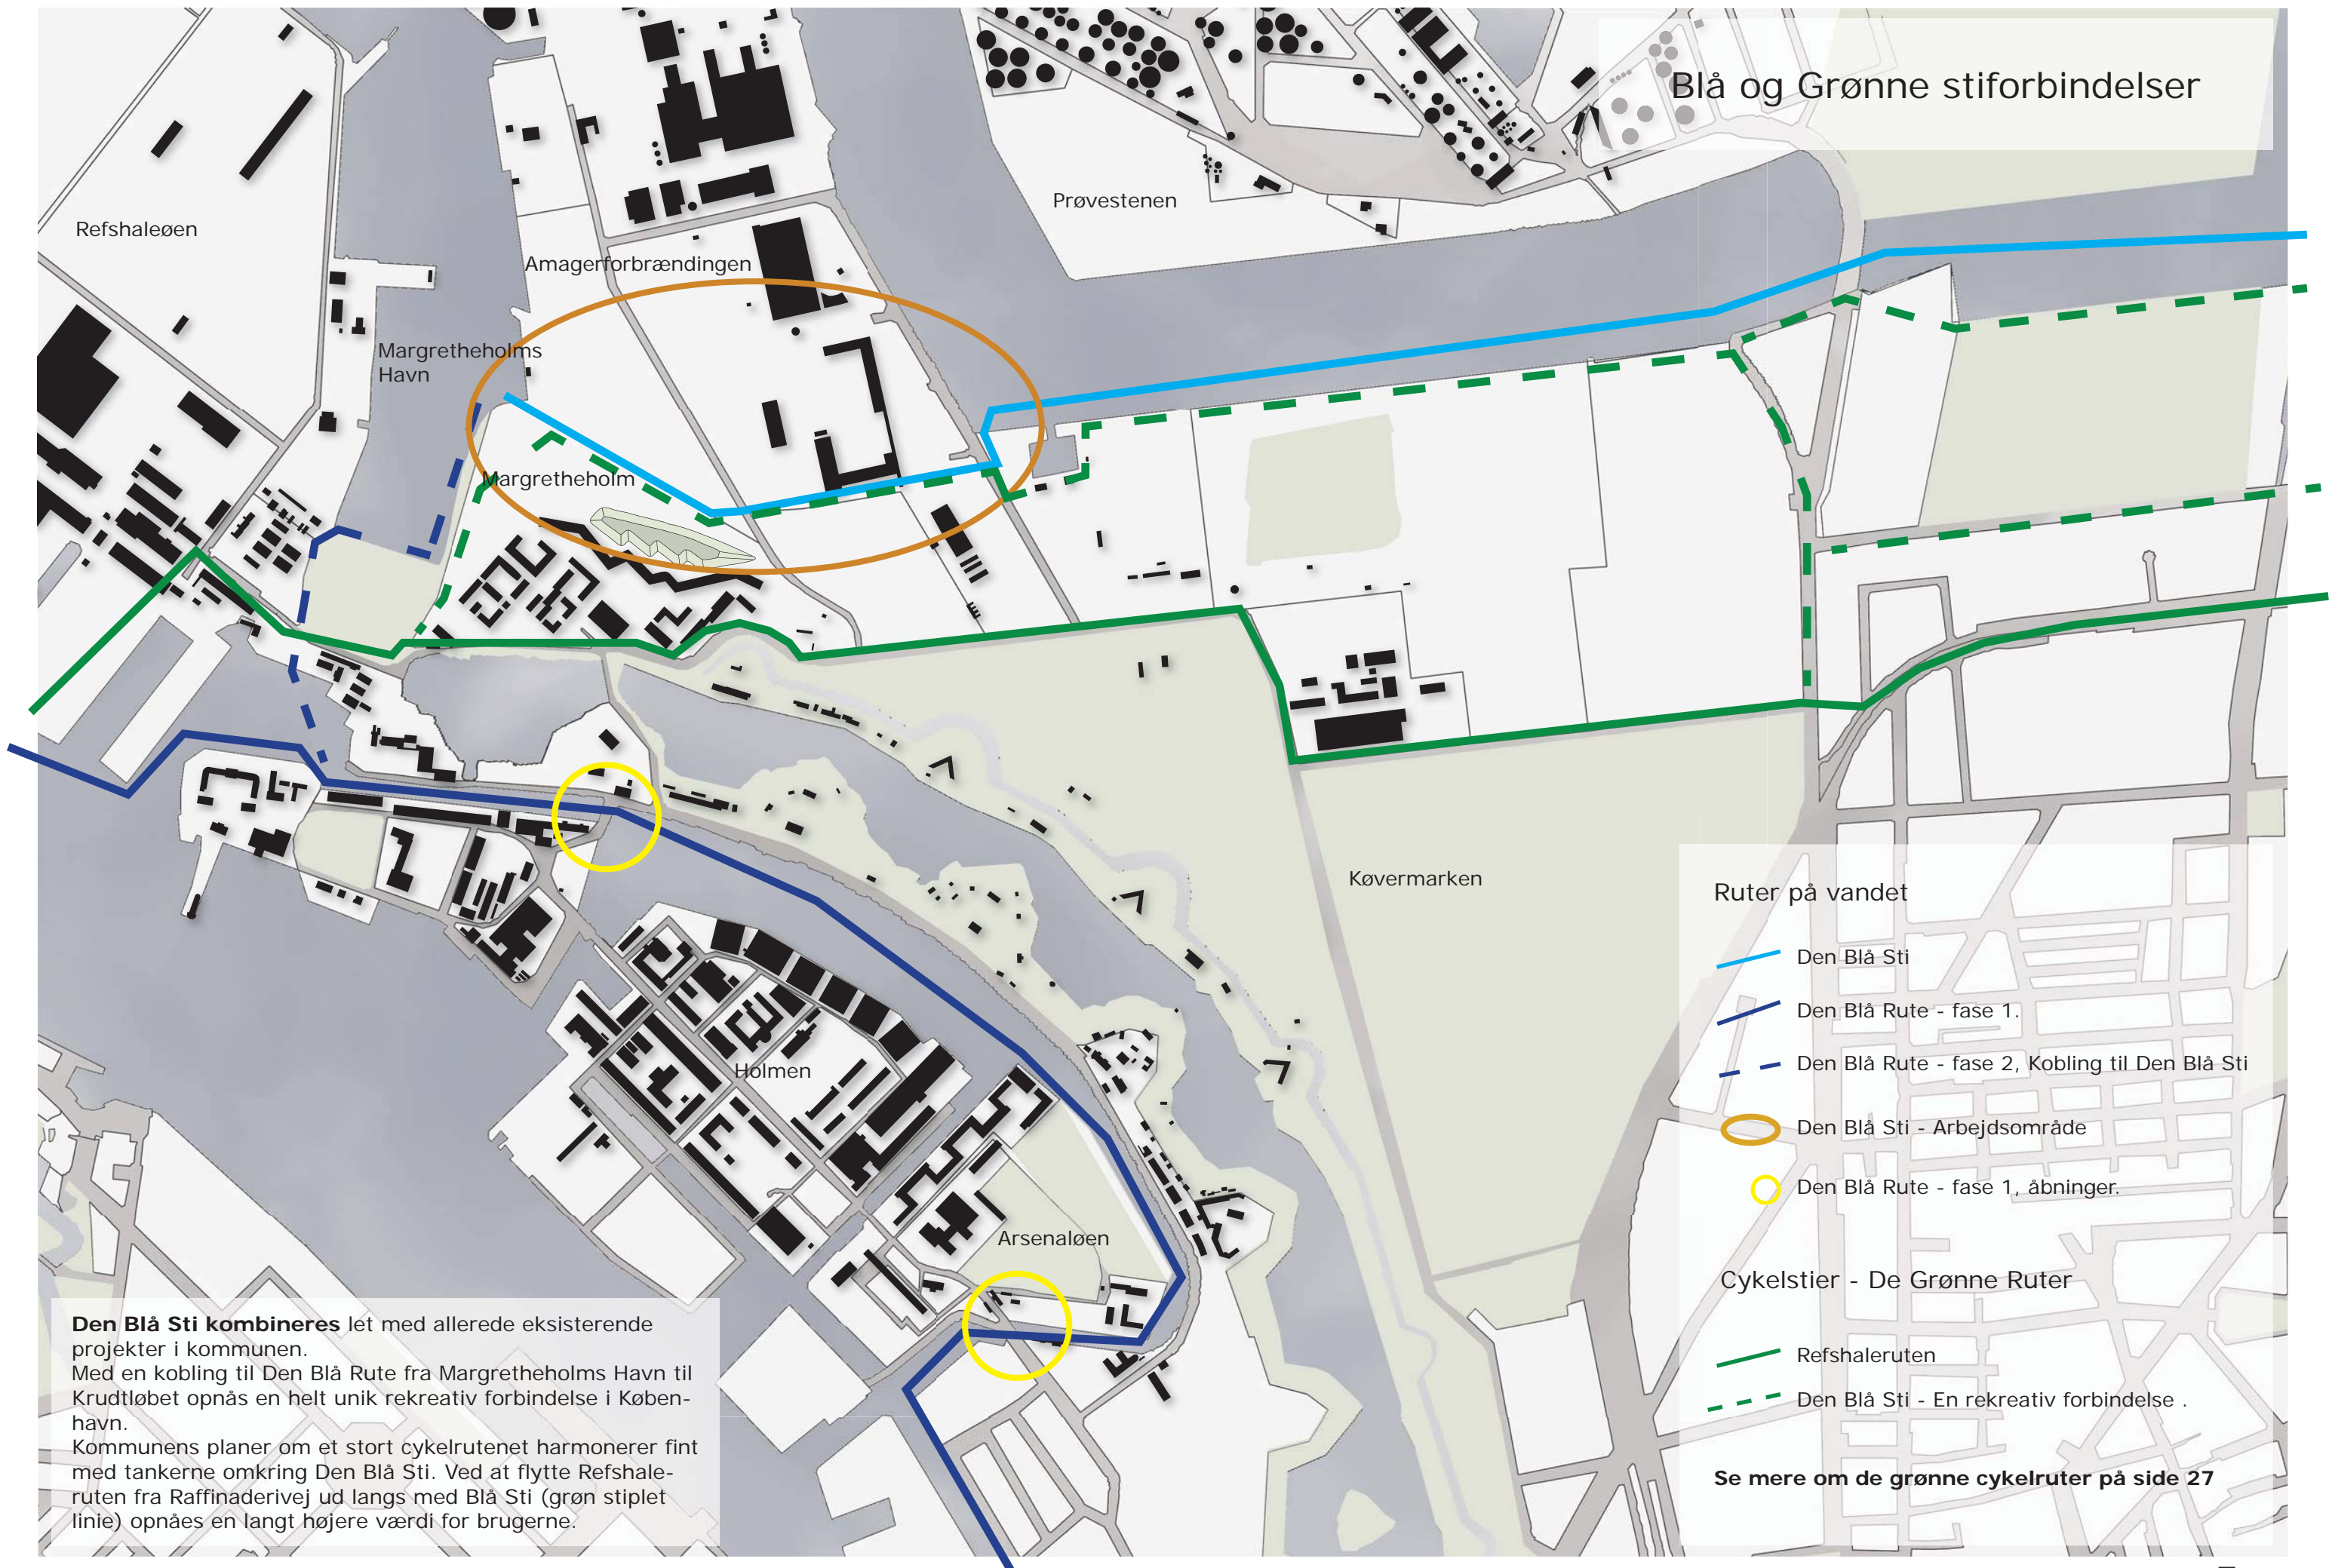 Blå og Grønne stiforbindelser
Prøvestenen
Refshaleøen
Amagerforbrændingen
Margretheholms
Havn
Margretheholm
Køvermarken
Holmen
Arsenaløen
Ruter på vandet
Den Blå Sti
Den Blå Rute - fase 1.
Den Blå Rute - fase 2, Kobling til Den Blå Sti
Den Blå Sti - Arbejdsområde
Den Blå Rute - fase 1, åbninger.
Cykelstier - De Grønne Ruter
Refshaleruten
Den Blå Sti - En rekreativ forbindelse .
Se mere om de grønne cykelruter på side 27
Den Blå Sti kombineres let med allerede eksisterende
projekter i kommunen.
Med en kobling til Den Blå Rute fra Margretheholms Havn til
Krudtløbet opnås en helt unik rekreativ forbindelse i Køben-
havn.
Kommunens planer om et stort cykelrutenet harmonerer fint
med tankerne omkring Den Blå Sti. Ved at flytte Refshale-
ruten fra Raffinaderivej ud langs med Blå Sti (grøn stiplet
linie) opnåes en langt højere værdi for brugerne.